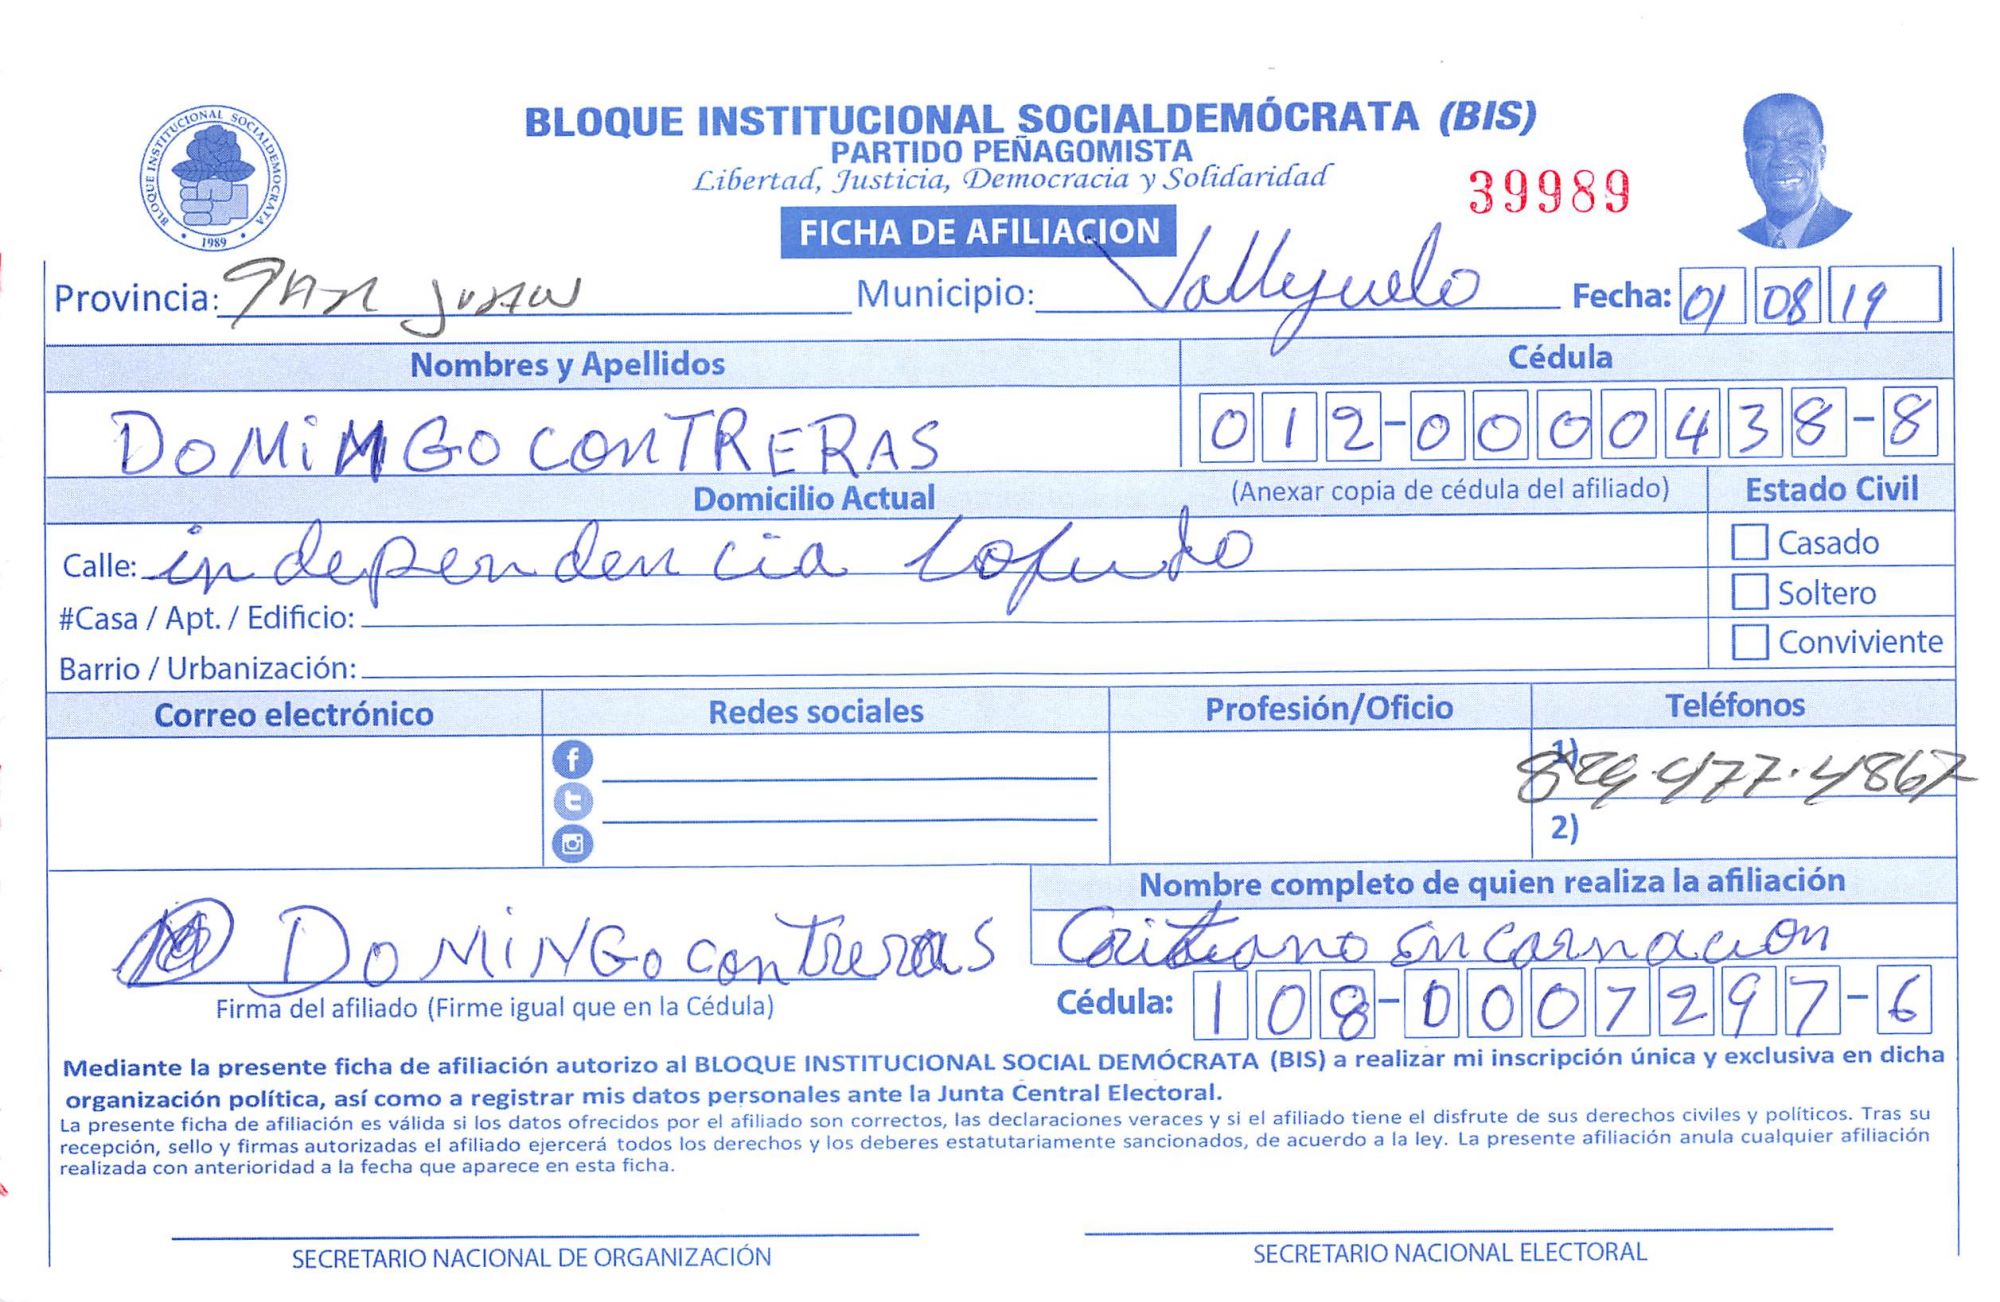 BLOQUE INSTITUCIONAL SOCIALDEMÓCRATA (BIS)
PARTIDO PEÑAGOMISTA
Libertad, Justicia, Democracia y Solidaridad
39989
BLOQUE INSTITUCIONAL SOCIALDEMOCRATA
• 1989 •
FICHA DE AFILIACION
Provincia: San Juan Municipio: Vallejuelo Fecha: 01 08 19
Nombres y Apellidos Cédula
DOMiNGO CONTRERAS 012-0000438-8
Domicilio Actual (Anexar copia de cédula del afiliado) Estado Civil
Calle: independencia Casado
#Casa / Apt. / Edificio: Soltero
Barrio / Urbanización: Conviviente
Correo electrónico Redes sociales Profesión/Oficio Teléfonos
1) 829-477-4867
2)
Nombre completo de quien realiza la afiliación
DoMiNGo contreras Cristiano Encarnacion
Firma del afiliado (Firme igual que en la Cédula) Cédula: 108-0007297-6
Mediante la presente ficha de afiliación autorizo al BLOQUE INSTITUCIONAL SOCIAL DEMÓCRATA (BIS) a realizar mi inscripción única y exclusiva en dicha
organización política, así como a registrar mis datos personales ante la Junta Central Electoral.
La presente ficha de afiliación es válida si los datos ofrecidos por el afiliado son correctos, las declaraciones veraces y si el afiliado tiene el disfrute de sus derechos civiles y políticos. Tras su
recepción, sello y firmas autorizadas el afiliado ejercerá todos los derechos y los deberes estatutariamente sancionados, de acuerdo a la ley. La presente afiliación anula cualquier afiliación
realizada con anterioridad a la fecha que aparece en esta ficha.
SECRETARIO NACIONAL DE ORGANIZACIÓN SECRETARIO NACIONAL ELECTORAL